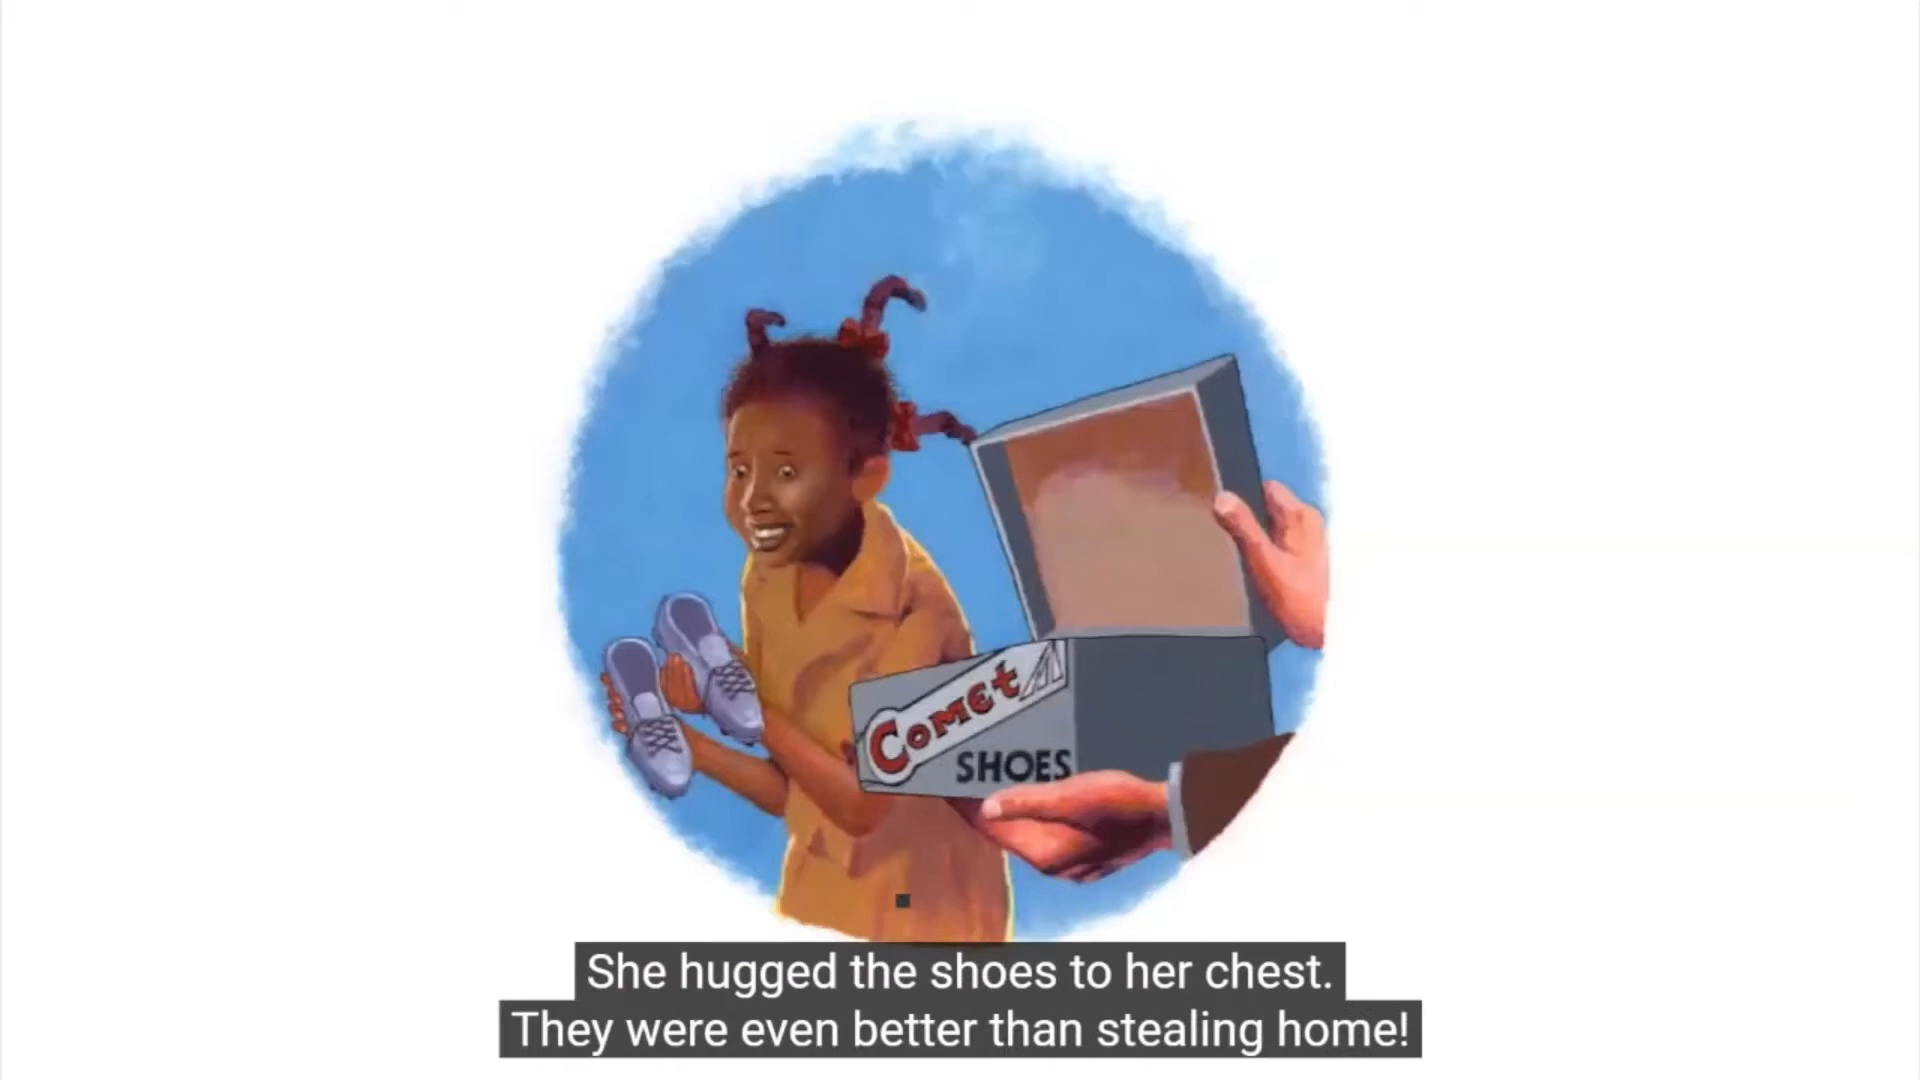 Comet
SHOES
She hugged the shoes to her chest.
They were even better than stealing home!